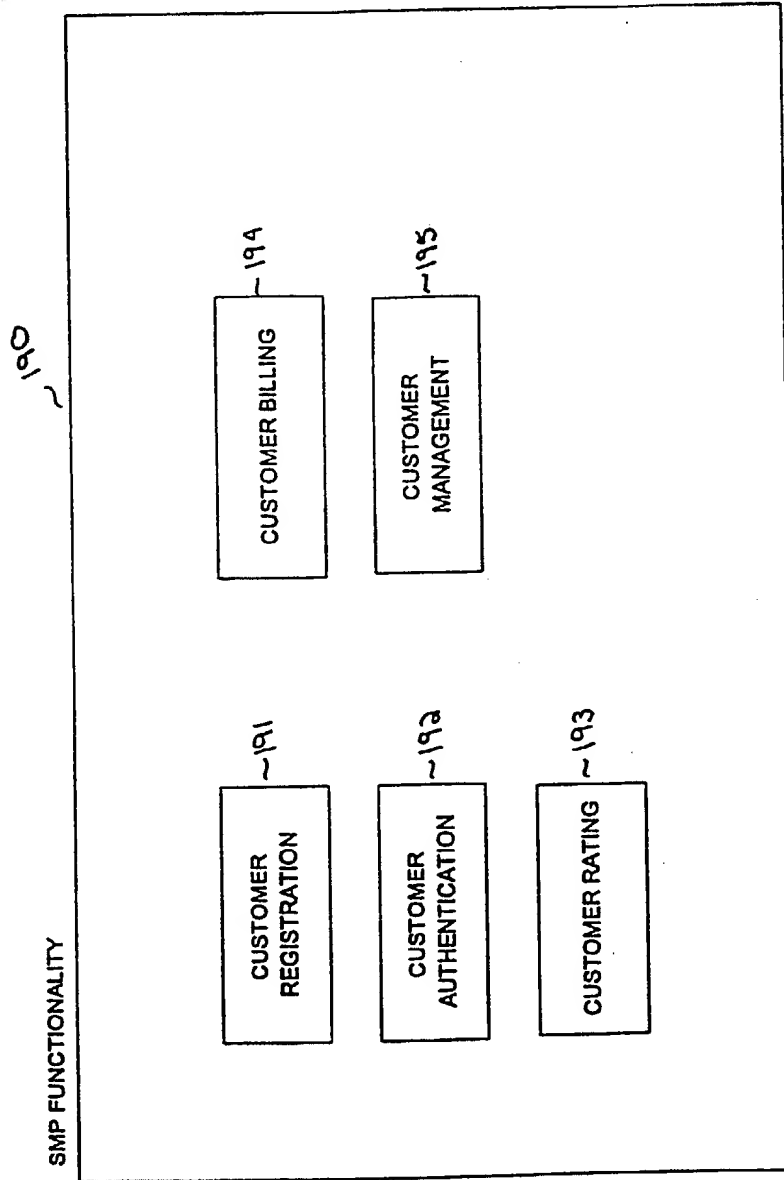 SMP FUNCTIONALITY
~190
CUSTOMER
REGISTRATION
~191
CUSTOMER
AUTHENTICATION
~192
CUSTOMER RATING
~193
CUSTOMER BILLING
~194
CUSTOMER
MANAGEMENT
~195